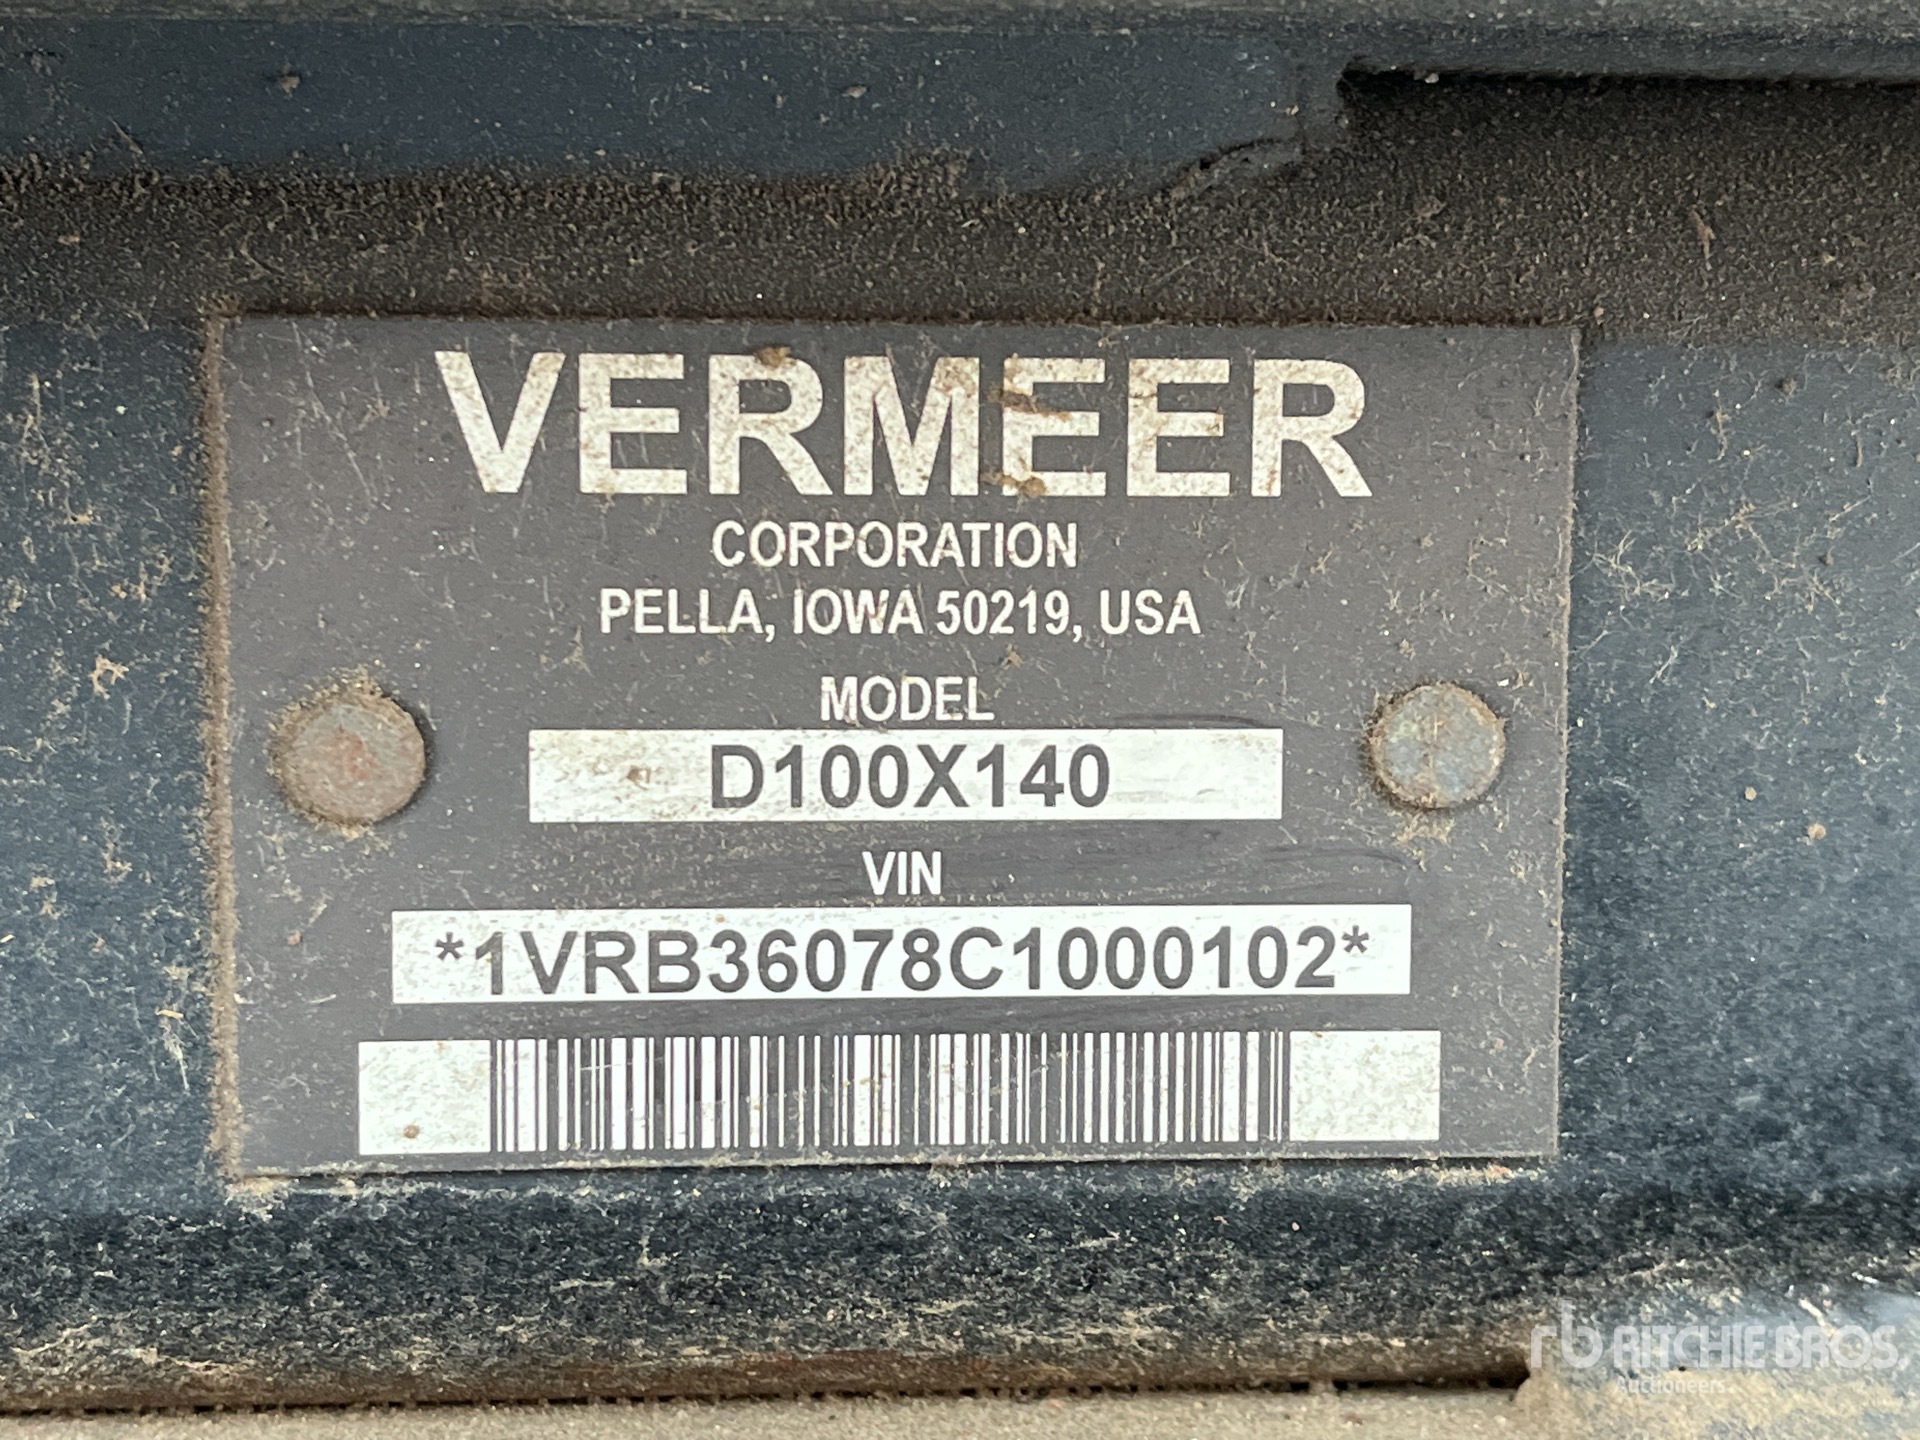 VERMEER
CORPORATION
PELLA, IOWA 50219, USA
MODEL
D100X140
VIN
*1VRB36078C1000102*
rb RITCHIE BROS.
Auctioneers